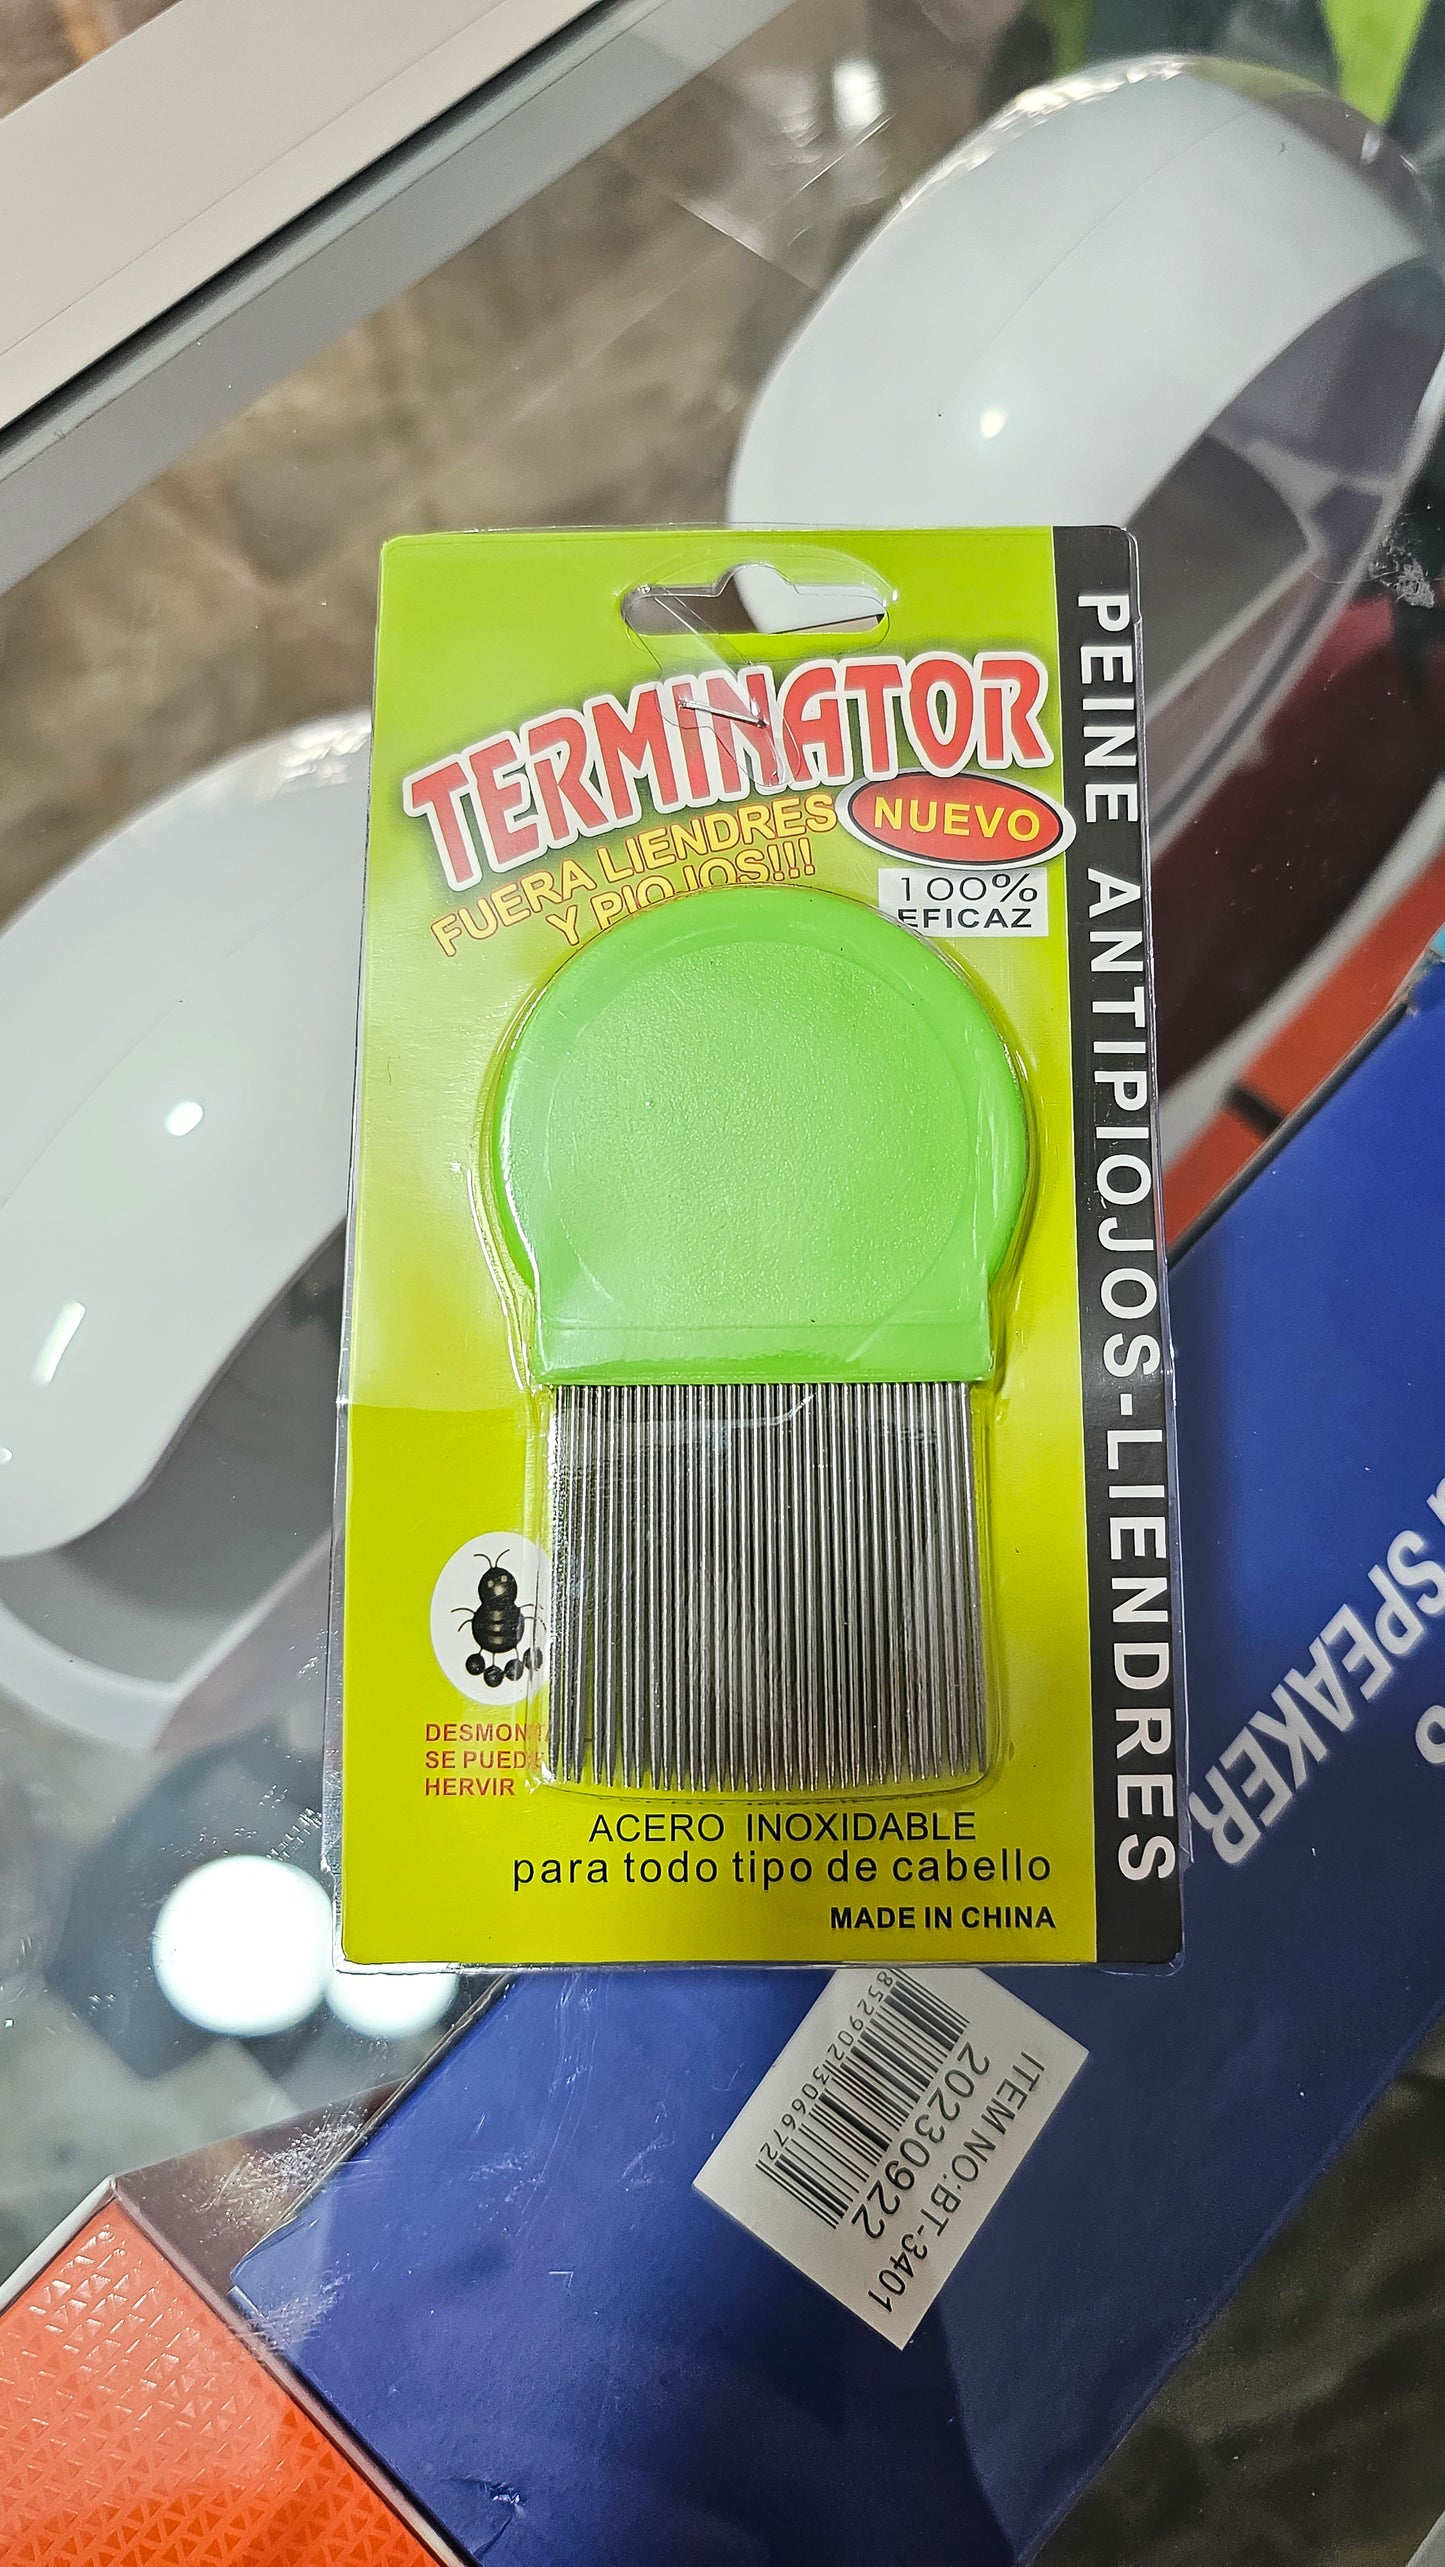 TERMINATOR
FUERA LIENDRES
Y PIOJOS!!!
NUEVO
100%
EFICAZ
PEINE ANTIPIOJOS-LIENDRES
SE
HERVIR
ACERO INOXIDABLE
para todo tipo de cabello
MADE IN CHINA
SPEAKER
ITEM NO:BT-3401
20230922